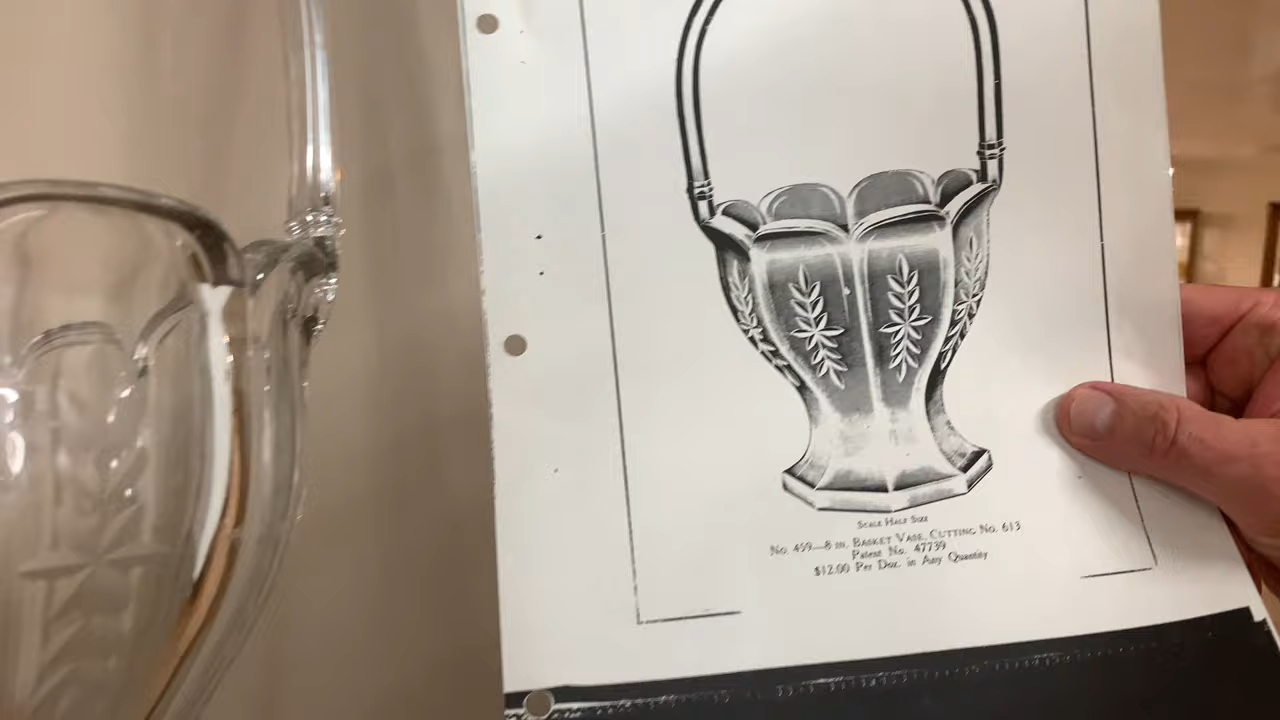 Scale Half Size
No. 459—8 in. Basket Vase, Cutting No. 613
Patent No. 47739
$12.00 Per Doz. in Any Quantity